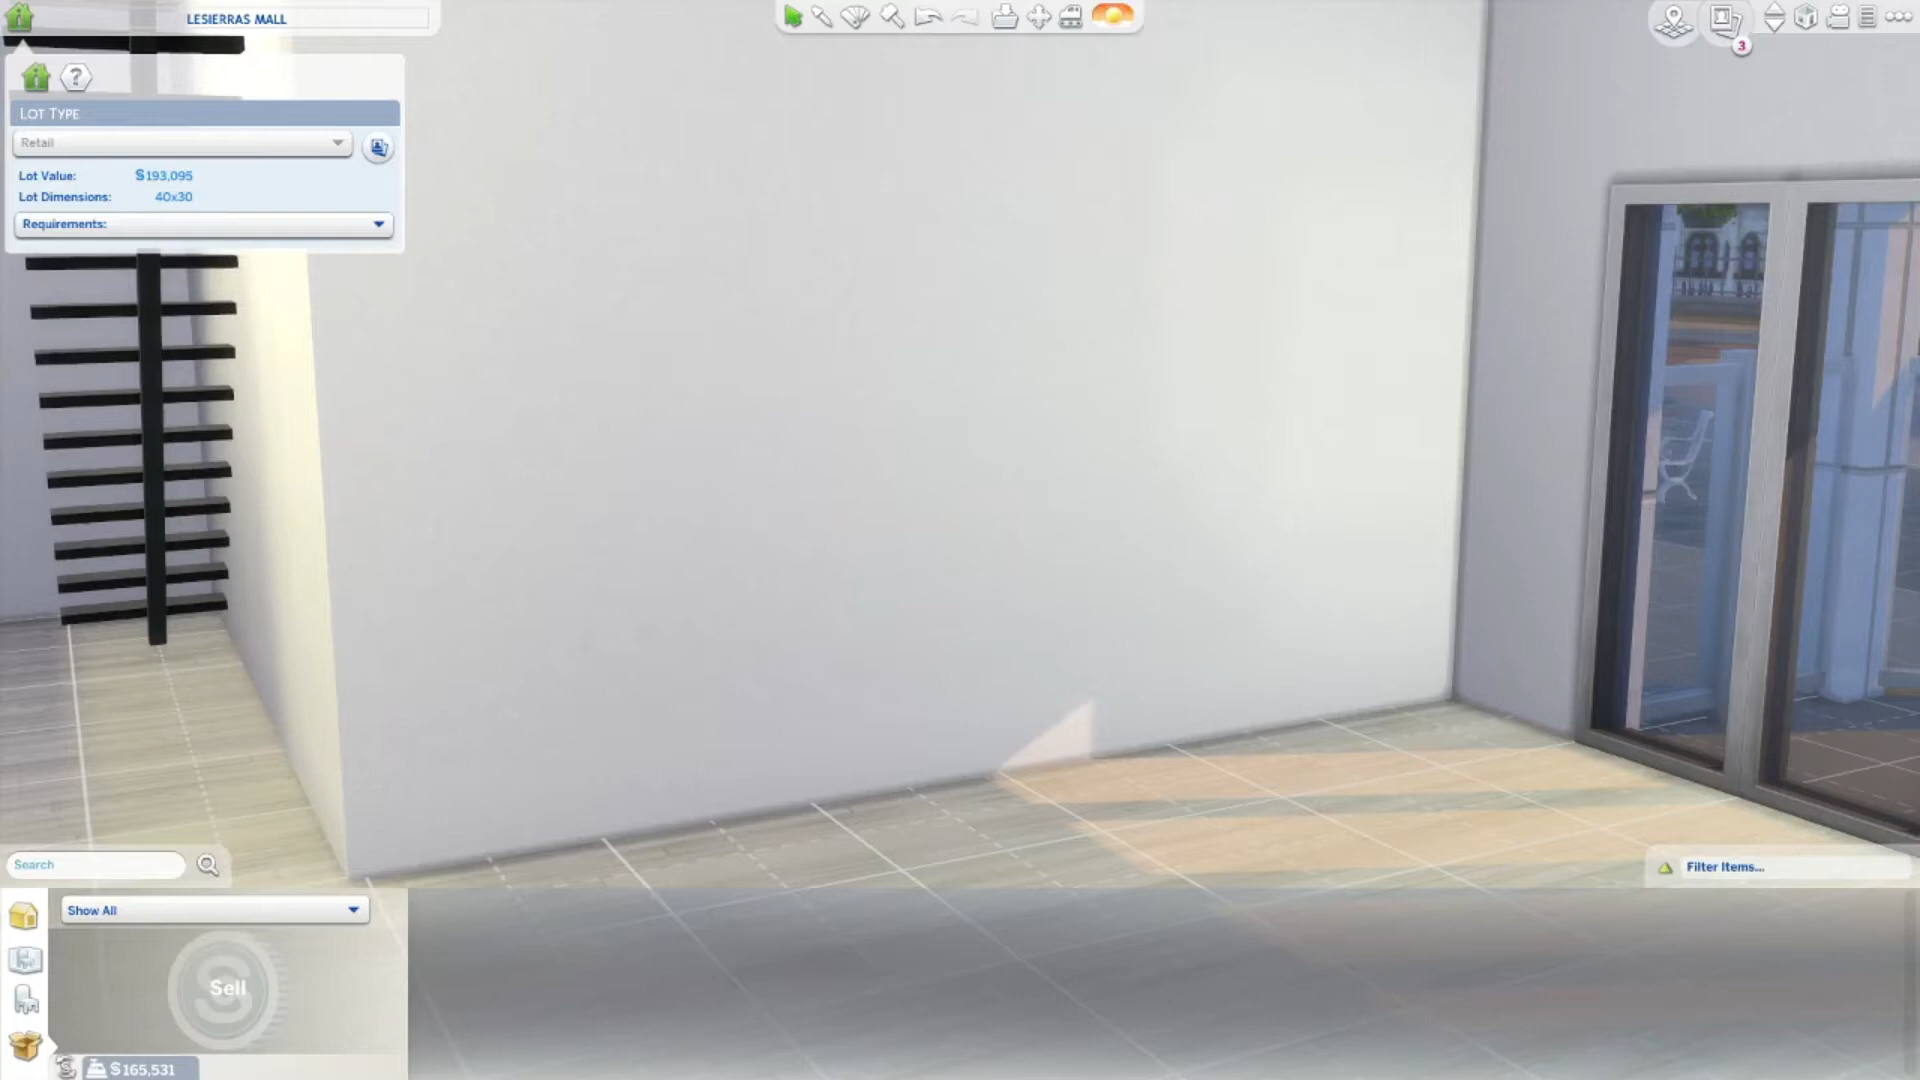 LESIERRAS MALL
3
?
LOT TYPE
Retail
Lot Value: §193,095
Lot Dimensions: 40x30
Requirements:
Search
Filter Items...
Show All
Sell
§165,531